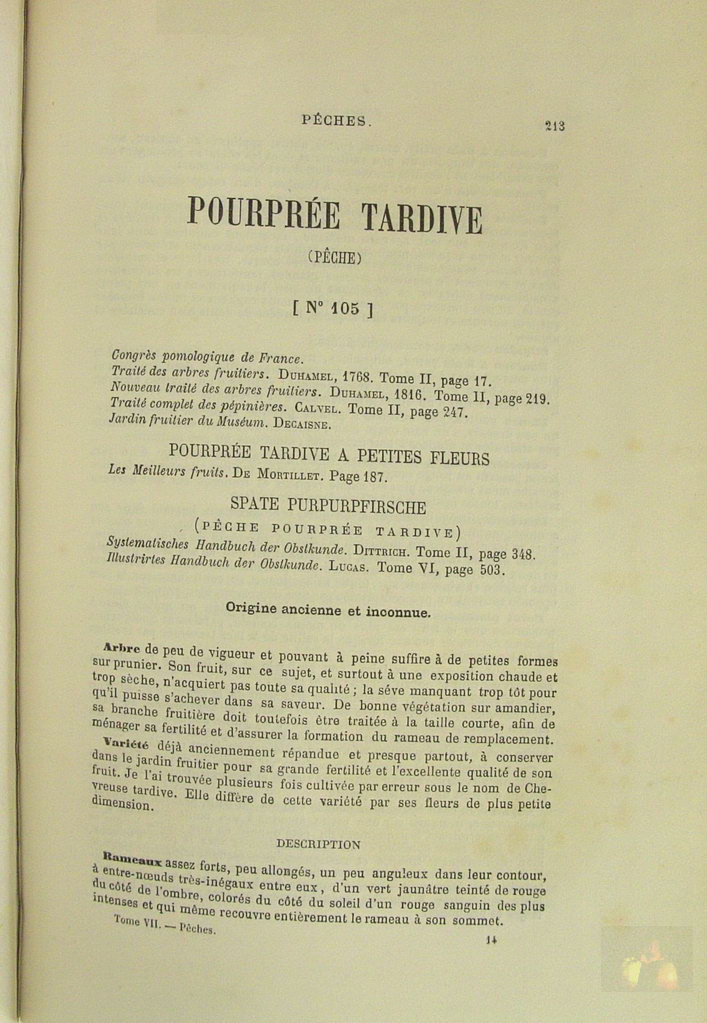 PÊCHES.
213
POURPRÉE TARDIVE
(PÊCHE)
[ N° 105 ]
Congrès pomologique de France.
Traité des arbres fruitiers. DUHAMEL, 1768. Tome II, page 17.
Nouveau traité des arbres fruitiers. DUHAMEL, 1816. Tome II, page 219.
Traité complet des pépinières. CALVEL. Tome II, page 247.
Jardin fruitier du Muséum. DECAISNE.
POURPRÉE TARDIVE A PETITES FLEURS
Les Meilleurs fruits. DE MORTILLET. Page 187.
SPATE PURPURPFIRSCHE
(PÊCHE POURPRÉE TARDIVE)
Systematisches Handbuch der Obstkunde. DITTRICH. Tome II, page 348.
Illustrirtes Handbuch der Obstkunde. LUCAS. Tome VI, page 503.
Origine ancienne et inconnue.
Arbre de peu de vigueur et pouvant à peine suffire à de petites formes
sur prunier. Son fruit, sur ce sujet, et surtout à une exposition chaude et
trop sèche, n'acquiert pas toute sa qualité ; la séve manquant trop tôt pour
qu'il puisse s'achever dans sa saveur. De bonne végétation sur amandier,
sa branche fruitière doit toutefois être traitée à la taille courte, afin de
ménager sa fertilité et d'assurer la formation du rameau de remplacement.
Variété déjà anciennement répandue et presque partout, à conserver
dans le jardin fruitier pour sa grande fertilité et l'excellente qualité de son
fruit. Je l'ai trouvée plusieurs fois cultivée par erreur sous le nom de Che-
vreuse tardive. Elle diffère de cette variété par ses fleurs de plus petite
dimension.
DESCRIPTION
Rameaux assez forts, peu allongés, un peu anguleux dans leur contour,
à entre-nœuds très-inégaux entre eux, d'un vert jaunâtre teinté de rouge
du côté de l'ombre, colorés du côté du soleil d'un rouge sanguin des plus
intenses et qui même recouvre entièrement le rameau à son sommet.
Tome VII. — Pêches.
14